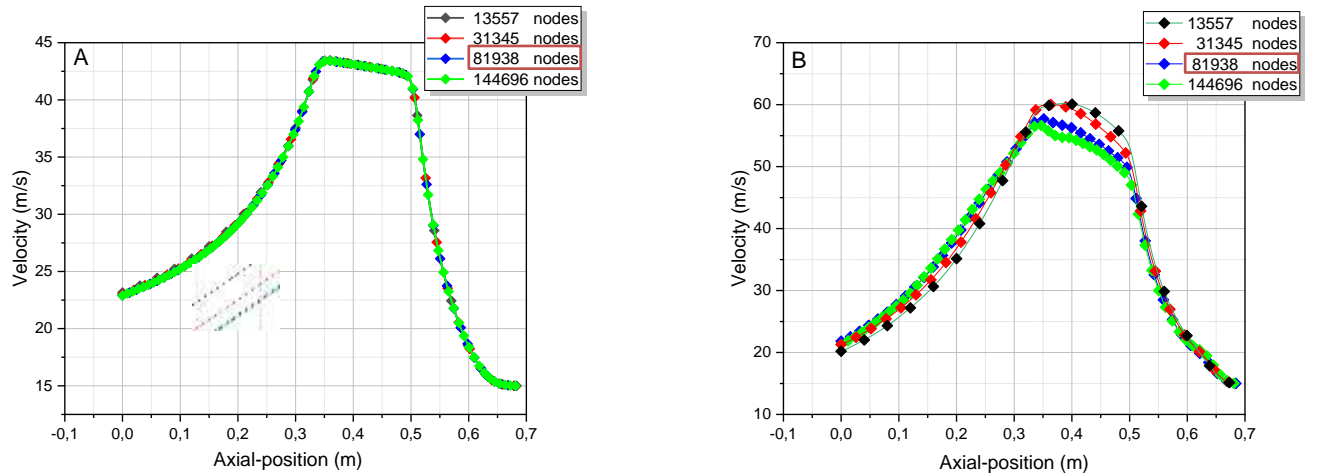 13557 nodes
31345 nodes
81938 nodes
144696 nodes
A
45
40
35
30
25
20
15
-0,1 0,0 0,1 0,2 0,3 0,4 0,5 0,6 0,7
Velocity (m/s)
Axial-position (m)
13557 nodes
31345 nodes
81938 nodes
144696 nodes
B
70
60
50
40
30
20
10
-0,1 0,0 0,1 0,2 0,3 0,4 0,5 0,6 0,7
Velocity (m/s)
Axial-position (m)